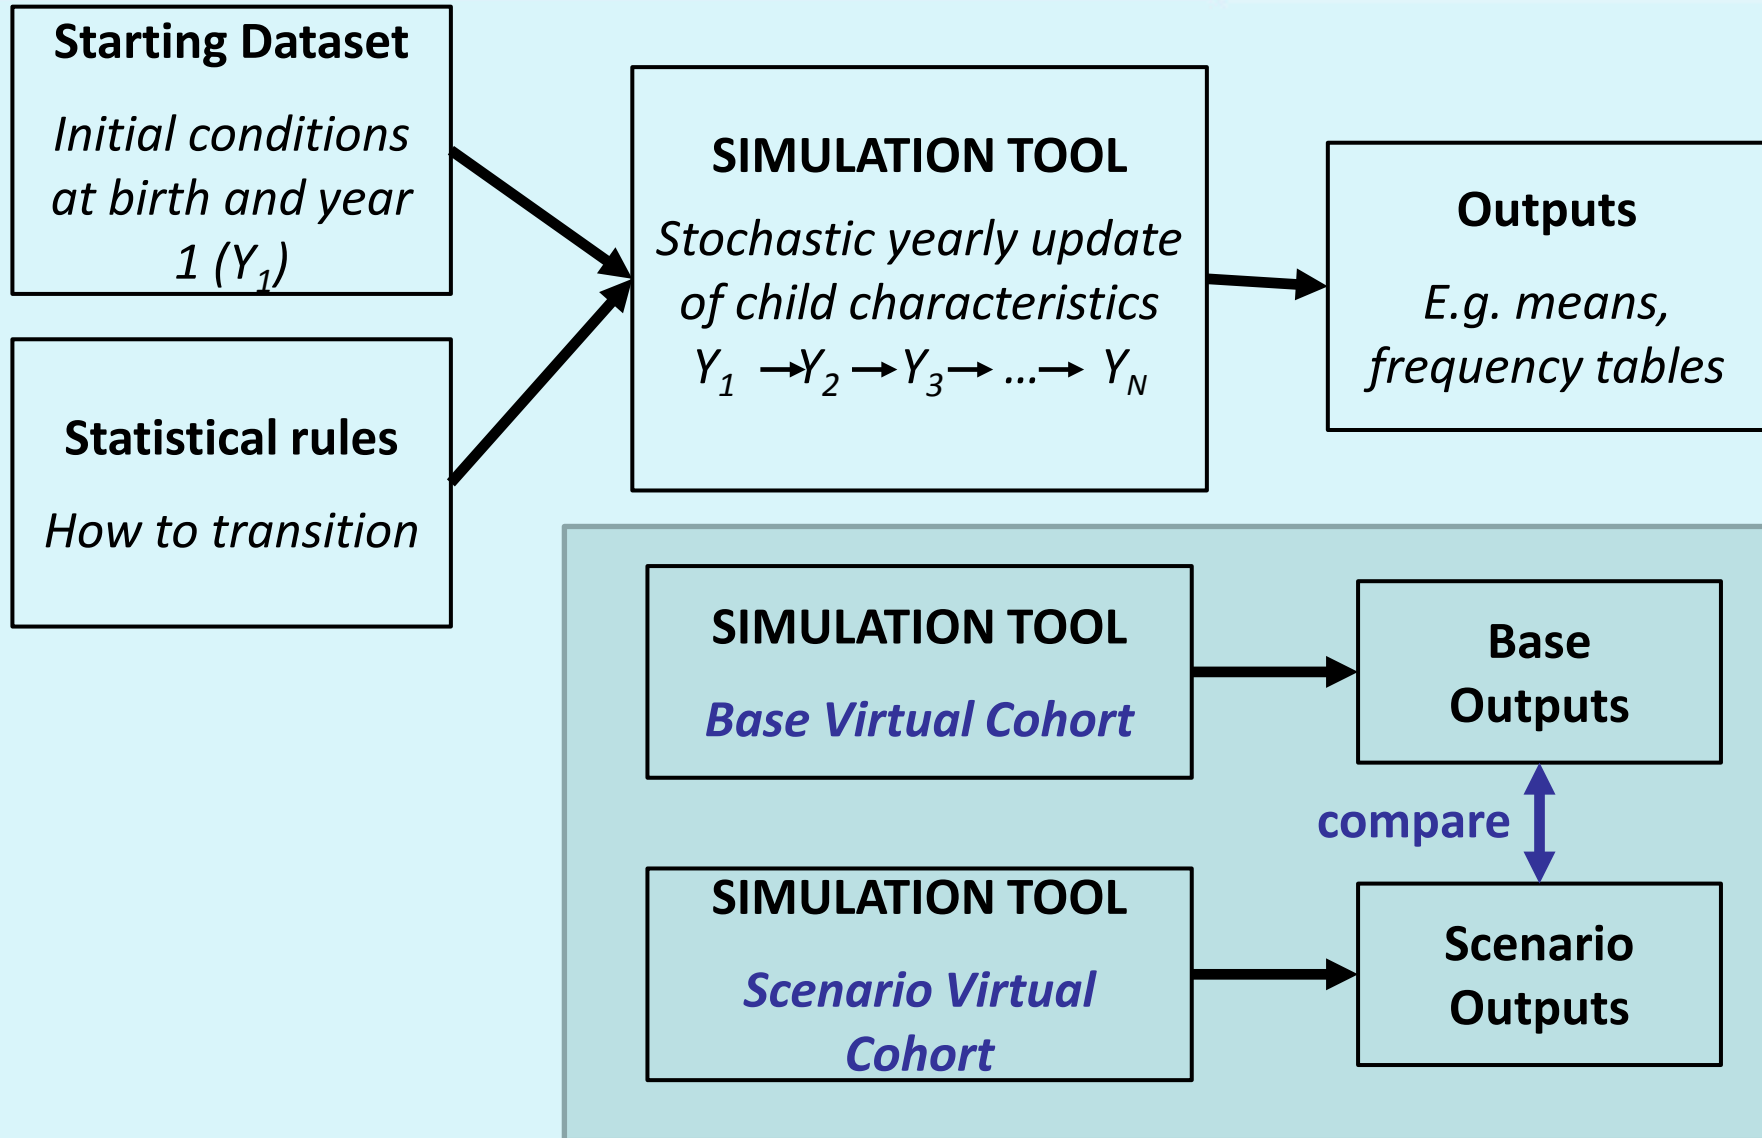 Starting Dataset
Initial conditions
at birth and year
1 (Y1)
Statistical rules
How to transition
SIMULATION TOOL
Stochastic yearly update
of child characteristics
Y1 → Y2 → Y3 → ... → YN
Outputs
E.g. means,
frequency tables
SIMULATION TOOL
Base Virtual Cohort
Base
Outputs
compare
SIMULATION TOOL
Scenario Virtual
Cohort
Scenario
Outputs